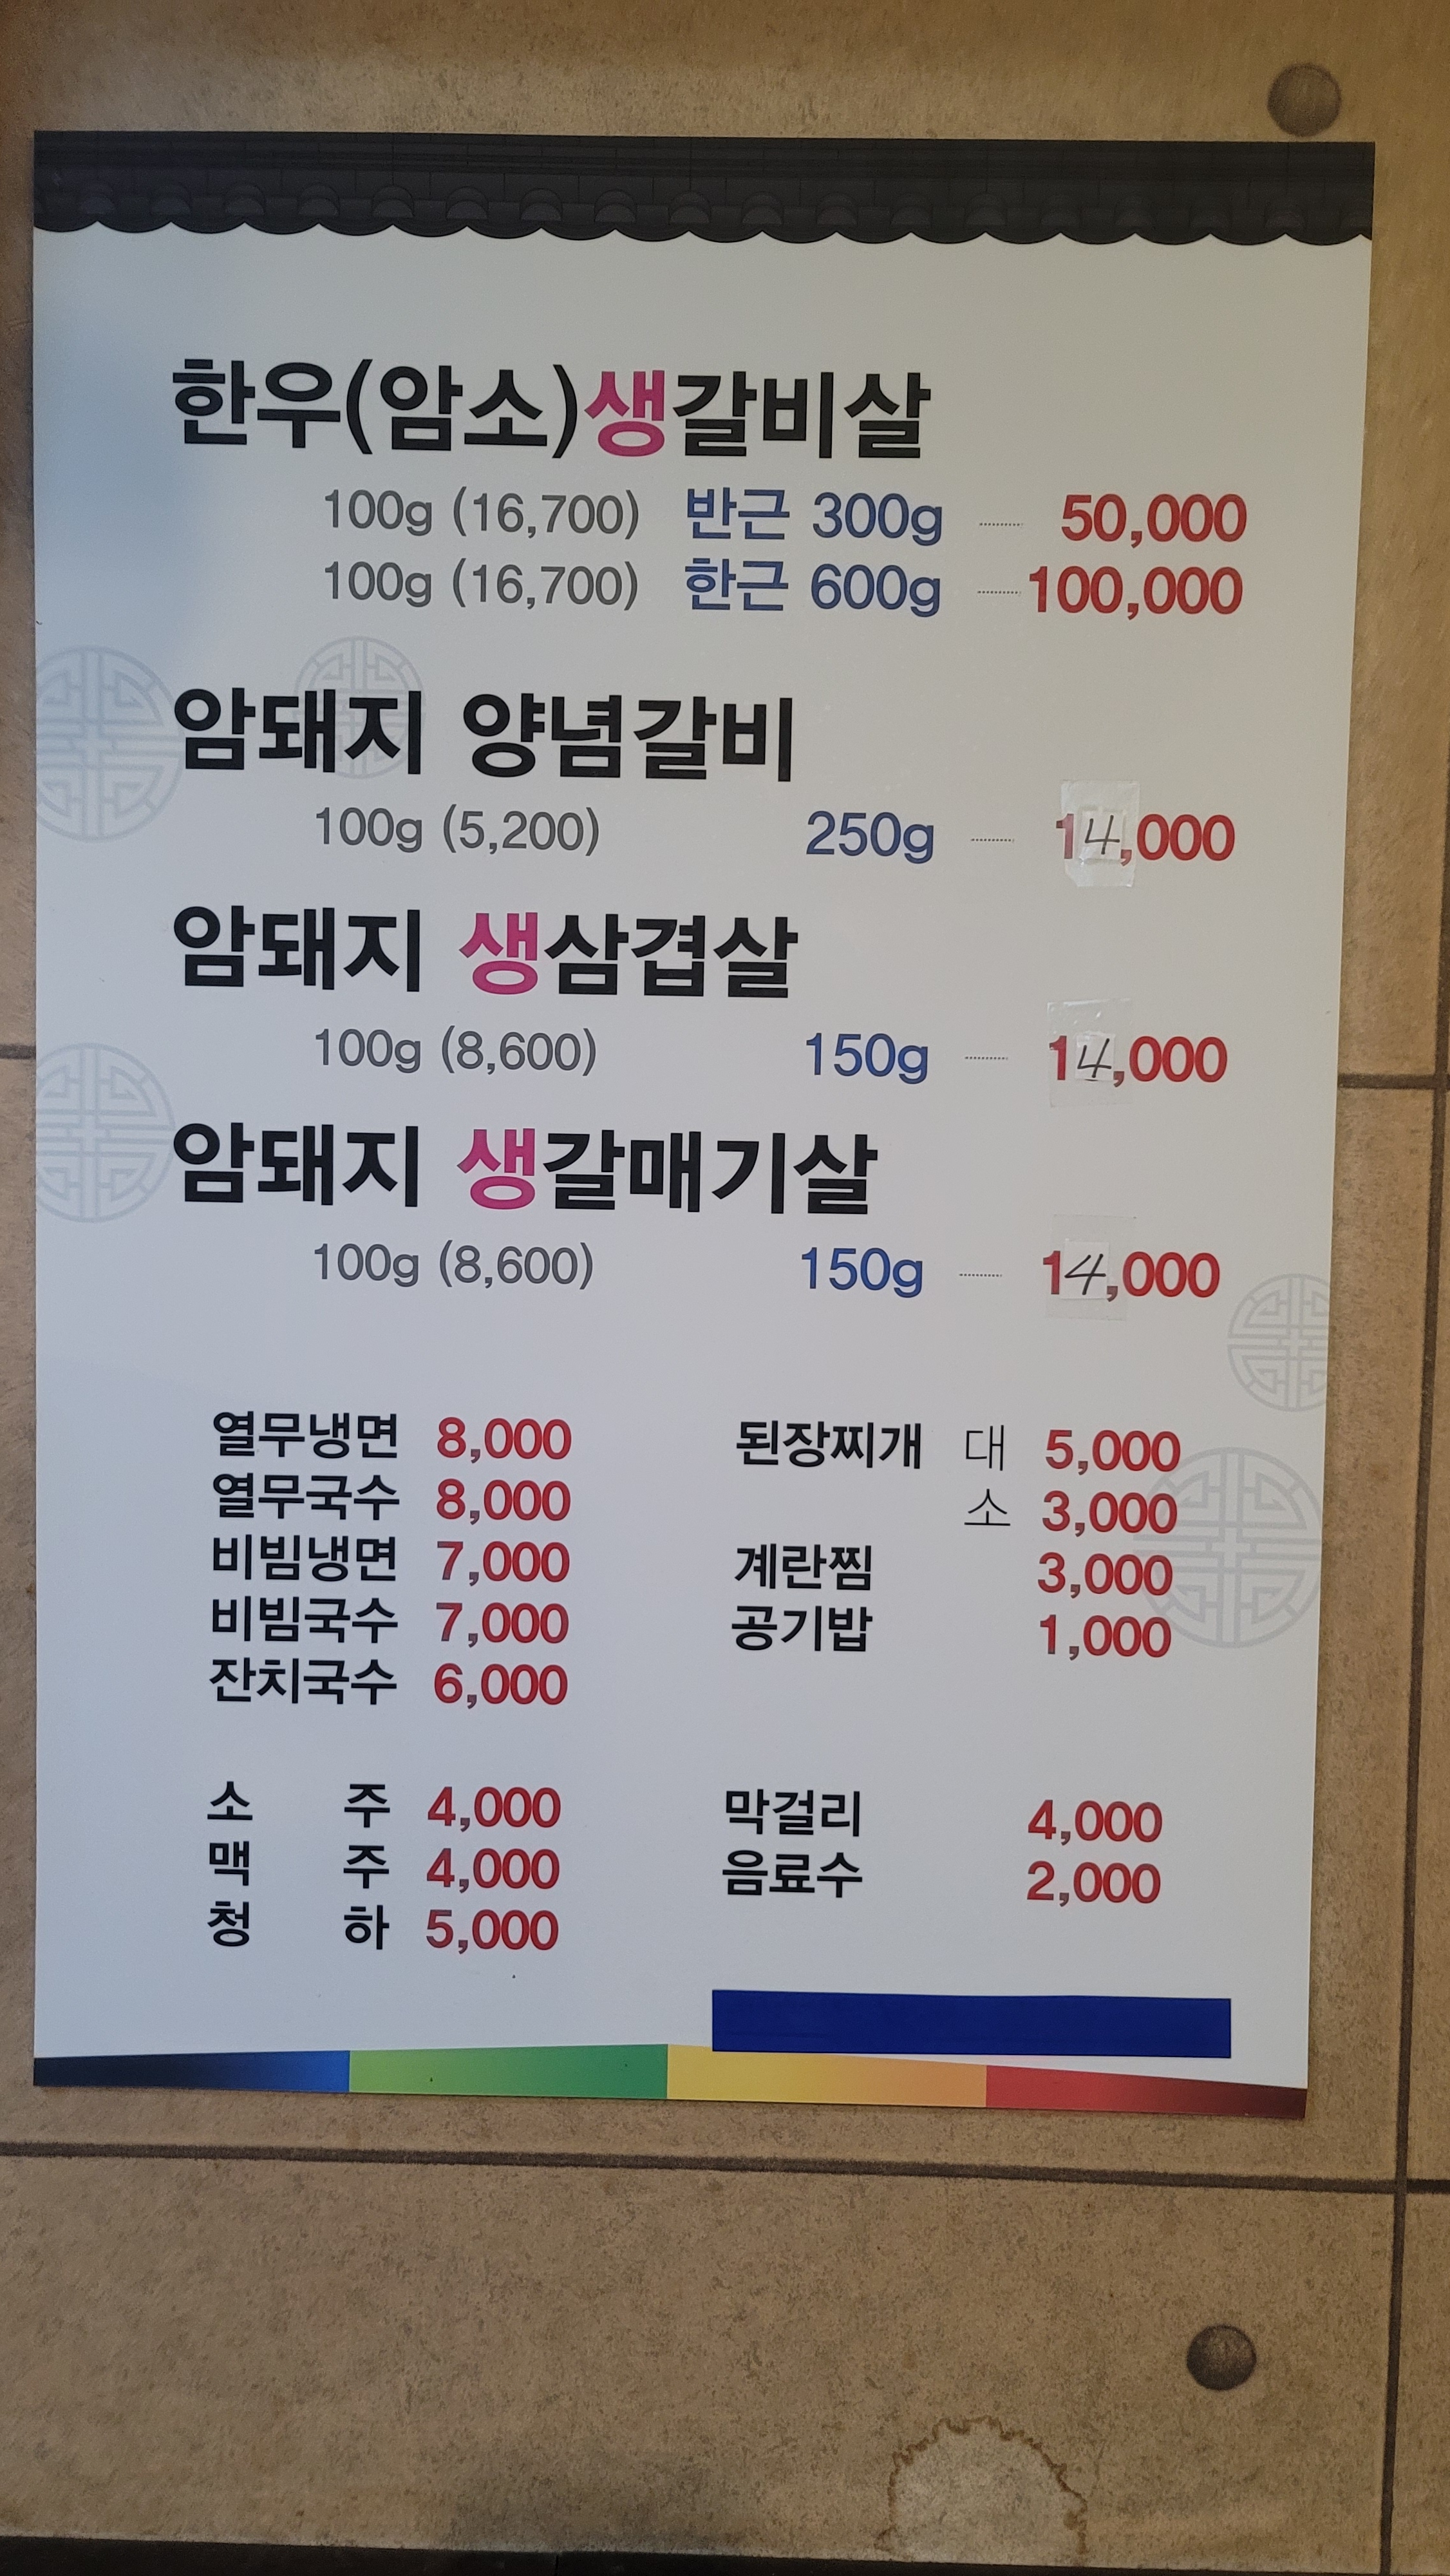 한우(암소)생갈비살
100g (16,700) 반근 300g 50,000
100g (16,700) 한근 600g 100,000
암돼지 양념갈비
100g (5,200) 250g 14,000
암돼지 생삼겹살
100g (8,600) 150g 14,000
암돼지 생갈매기살
100g (8,600) 150g 14,000
열무냉면 8,000
열무국수 8,000
비빔냉면 7,000
비빔국수 7,000
잔치국수 6,000
된장찌개 대 5,000
소 3,000
계란찜 3,000
공기밥 1,000
소 주 4,000
맥 주 4,000
청 하 5,000
막걸리 4,000
음료수 2,000